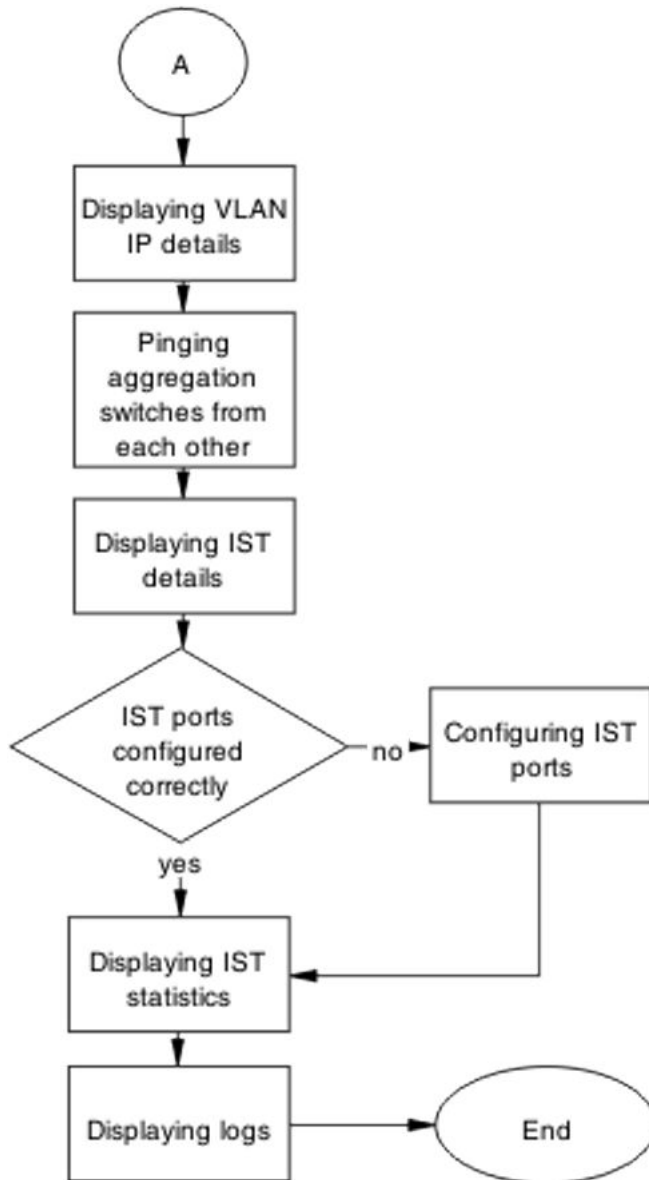 A
Displaying VLAN
IP details
Pinging
aggregation
switches from
each other
Displaying IST
details
IST ports
configured
correctly
no
Configuring IST
ports
yes
Displaying IST
statistics
Displaying logs
End